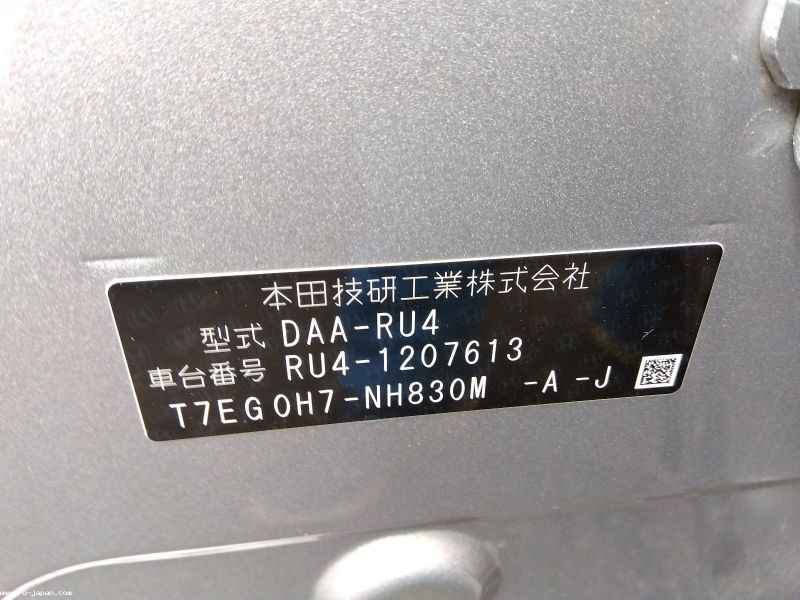 本田技研工業株式会社
型式 DAA-RU4
車台番号 RU4-1207613
T7EG0H7-NH830M -A -J